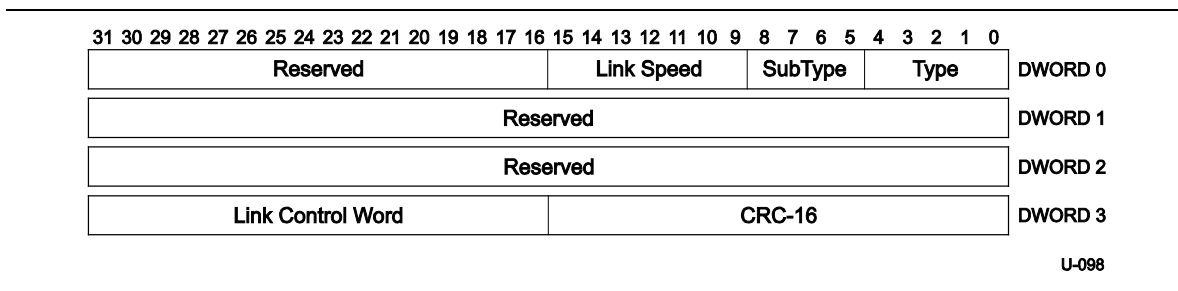 31 30 29 28 27 26 25 24 23 22 21 20 19 18 17 16 15 14 13 12 11 10 9 8 7 6 5 4 3 2 1 0
Reserved Link Speed SubType Type DWORD 0
Reserved DWORD 1
Reserved DWORD 2
Link Control Word CRC-16 DWORD 3
U-098